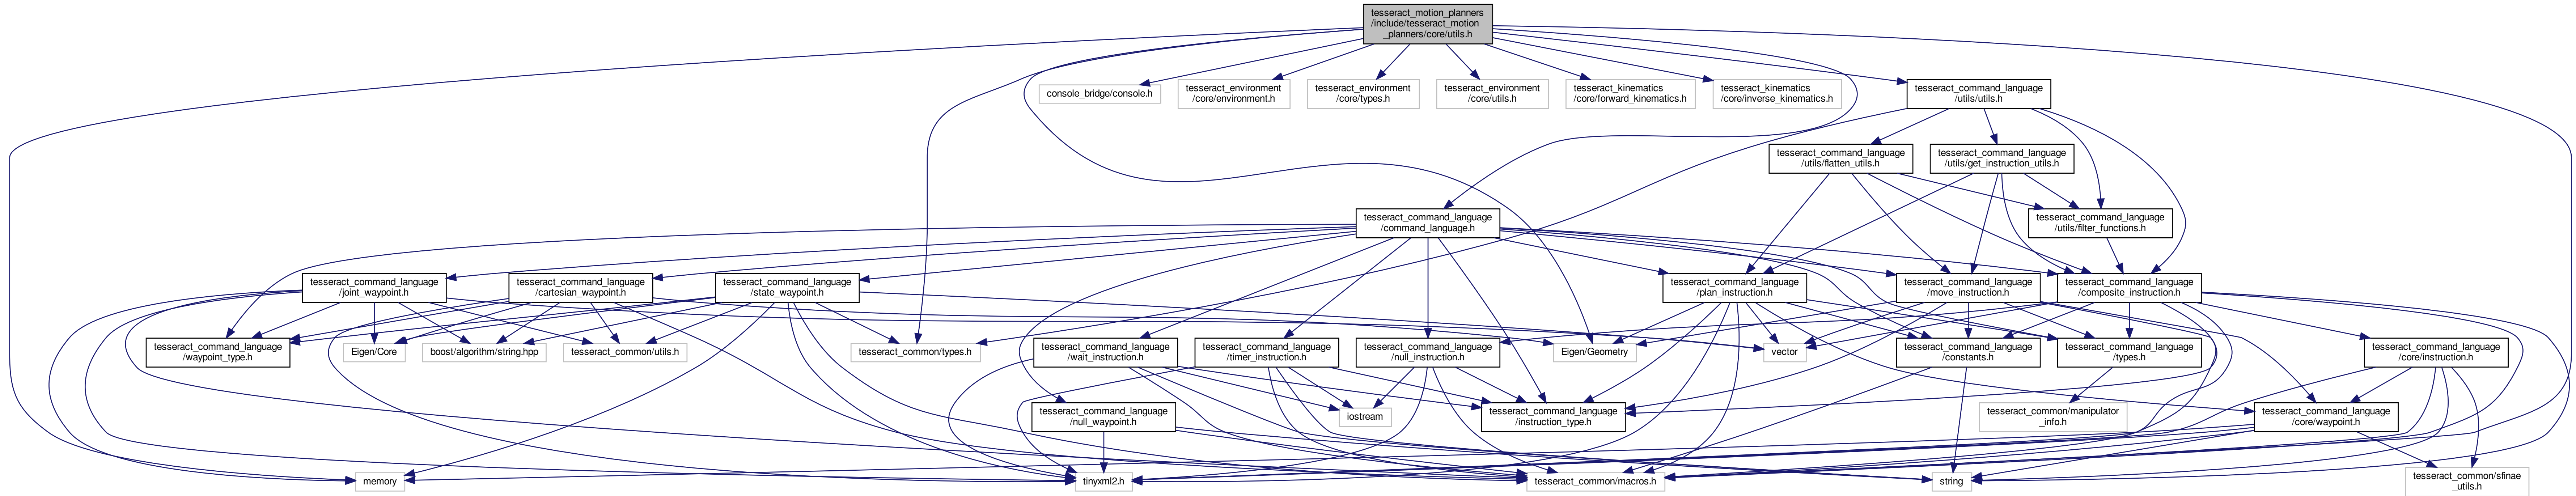 tesseract_motion_planners
/include/tesseract_motion
_planners/core/utils.h
console_bridge/console.h
tesseract_environment
/core/environment.h
tesseract_environment
/core/types.h
tesseract_environment
/core/utils.h
tesseract_kinematics
/core/forward_kinematics.h
tesseract_kinematics
/core/inverse_kinematics.h
tesseract_command_language
/utils/utils.h
tesseract_command_language
/utils/flatten_utils.h
tesseract_command_language
/utils/get_instruction_utils.h
tesseract_command_language
/command_language.h
tesseract_command_language
/utils/filter_functions.h
tesseract_command_language
/joint_waypoint.h
tesseract_command_language
/cartesian_waypoint.h
tesseract_command_language
/state_waypoint.h
tesseract_command_language
/plan_instruction.h
tesseract_command_language
/move_instruction.h
tesseract_command_language
/composite_instruction.h
tesseract_command_language
/waypoint_type.h
Eigen/Core
boost/algorithm/string.hpp
tesseract_common/utils.h
tesseract_common/types.h
tesseract_command_language
/wait_instruction.h
tesseract_command_language
/timer_instruction.h
tesseract_command_language
/null_instruction.h
Eigen/Geometry
vector
tesseract_command_language
/constants.h
tesseract_command_language
/types.h
tesseract_command_language
/core/instruction.h
tesseract_command_language
/null_waypoint.h
iostream
tesseract_command_language
/instruction_type.h
tesseract_common/manipulator
_info.h
tesseract_command_language
/core/waypoint.h
memory
tinyxml2.h
tesseract_common/macros.h
string
tesseract_common/sfinae
_utils.h